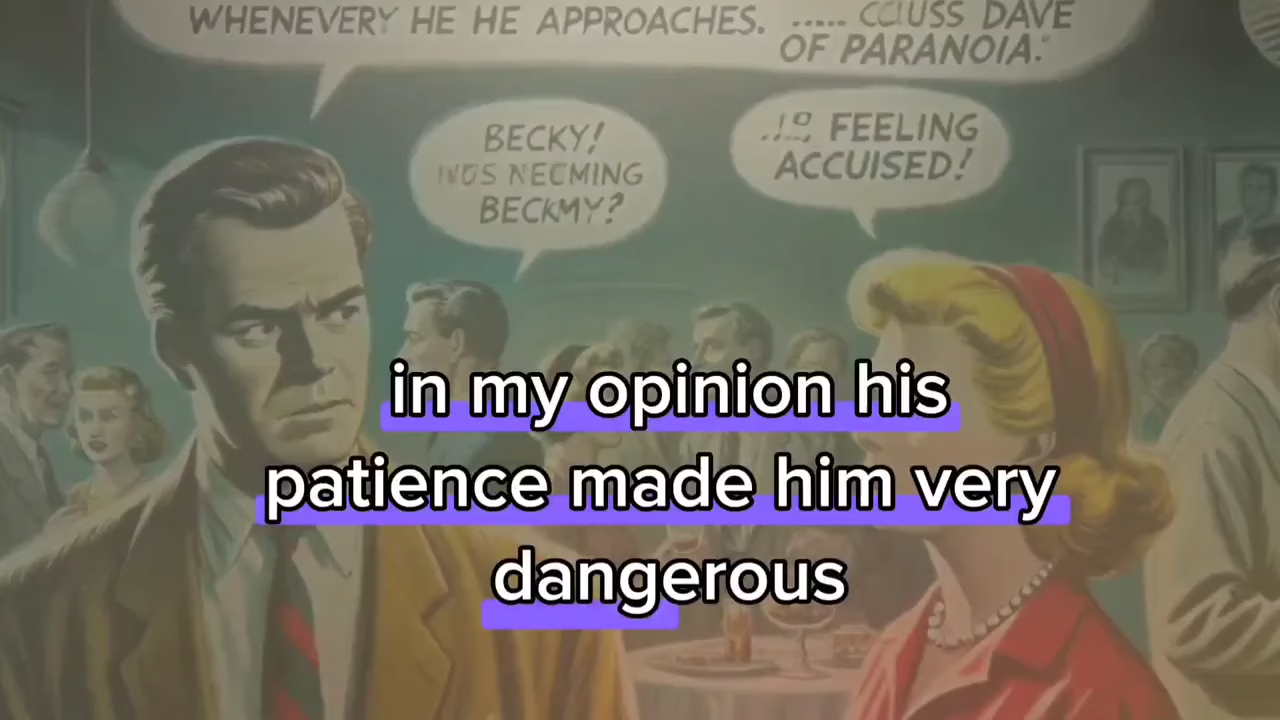 WHENEVERY HE HE APPROACHES. ..... CCUSS DAVE
OF PARANOIA."
BECKY!
BECKMY?
FEELING
ACCUISED!
in my opinion his
patience made him very
dangerous